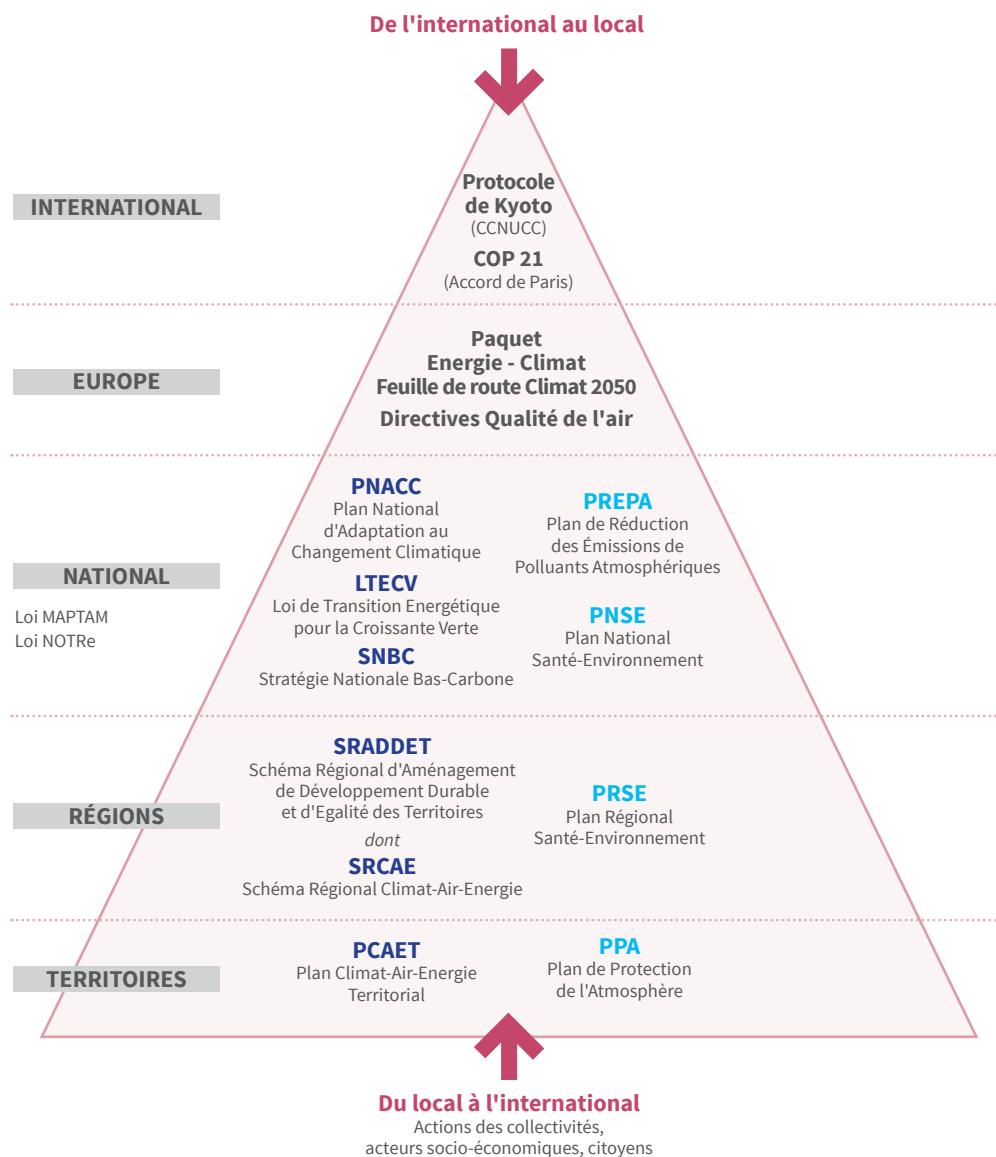 De l'international au local
INTERNATIONAL
Protocole
de Kyoto
(CCNUCC)
COP 21
(Accord de Paris)
EUROPE
Paquet
Energie - Climat
Feuille de route Climat 2050
Directives Qualité de l'air
NATIONAL
Loi MAPTAM
Loi NOTRe
PNACC
Plan National
d'Adaptation au
Changement Climatique
LTECV
Loi de Transition Energétique
pour la Croissante Verte
SNBC
Stratégie Nationale Bas-Carbone
PREPA
Plan de Réduction
des Émissions de
Polluants Atmosphériques
PNSE
Plan National
Santé-Environnement
RÉGIONS
SRADDET
Schéma Régional d'Aménagement
de Développement Durable
et d'Egalité des Territoires
dont
SRCAE
Schéma Régional Climat-Air-Energie
PRSE
Plan Régional
Santé-Environnement
TERRITOIRES
PCAET
Plan Climat-Air-Energie
Territorial
PPA
Plan de Protection
de l'Atmosphère
Du local à l'international
Actions des collectivités,
acteurs socio-économiques, citoyens